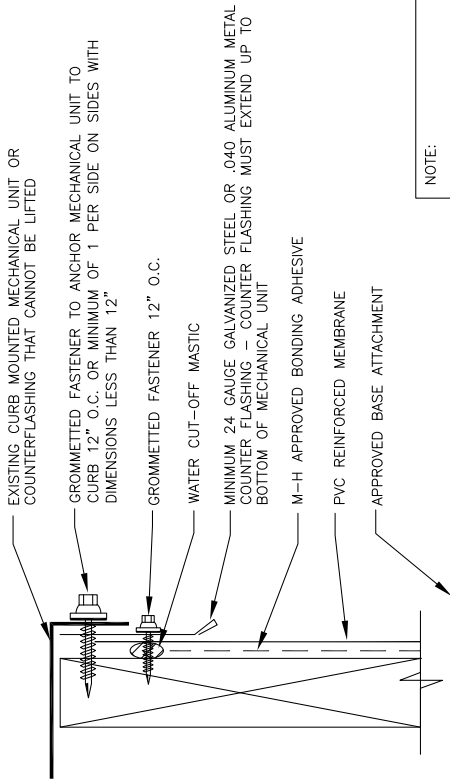 EXISTING CURB MOUNTED MECHANICAL UNIT OR
COUNTERFLASHING THAT CANNOT BE LIFTED
GROMMETTED FASTENER TO ANCHOR MECHANICAL UNIT TO
CURB 12" O.C. OR MINIMUM OF 1 PER SIDE ON SIDES WITH
DIMENSIONS LESS THAN 12"
GROMMETTED FASTENER 12" O.C.
WATER CUT-OFF MASTIC
MINIMUM 24 GAUGE GALVANIZED STEEL OR .040 ALUMINUM METAL
COUNTER FLASHING – COUNTER FLASHING MUST EXTEND UP TO
BOTTOM OF MECHANICAL UNIT
M-H APPROVED BONDING ADHESIVE
PVC REINFORCED MEMBRANE
APPROVED BASE ATTACHMENT
NOTE: